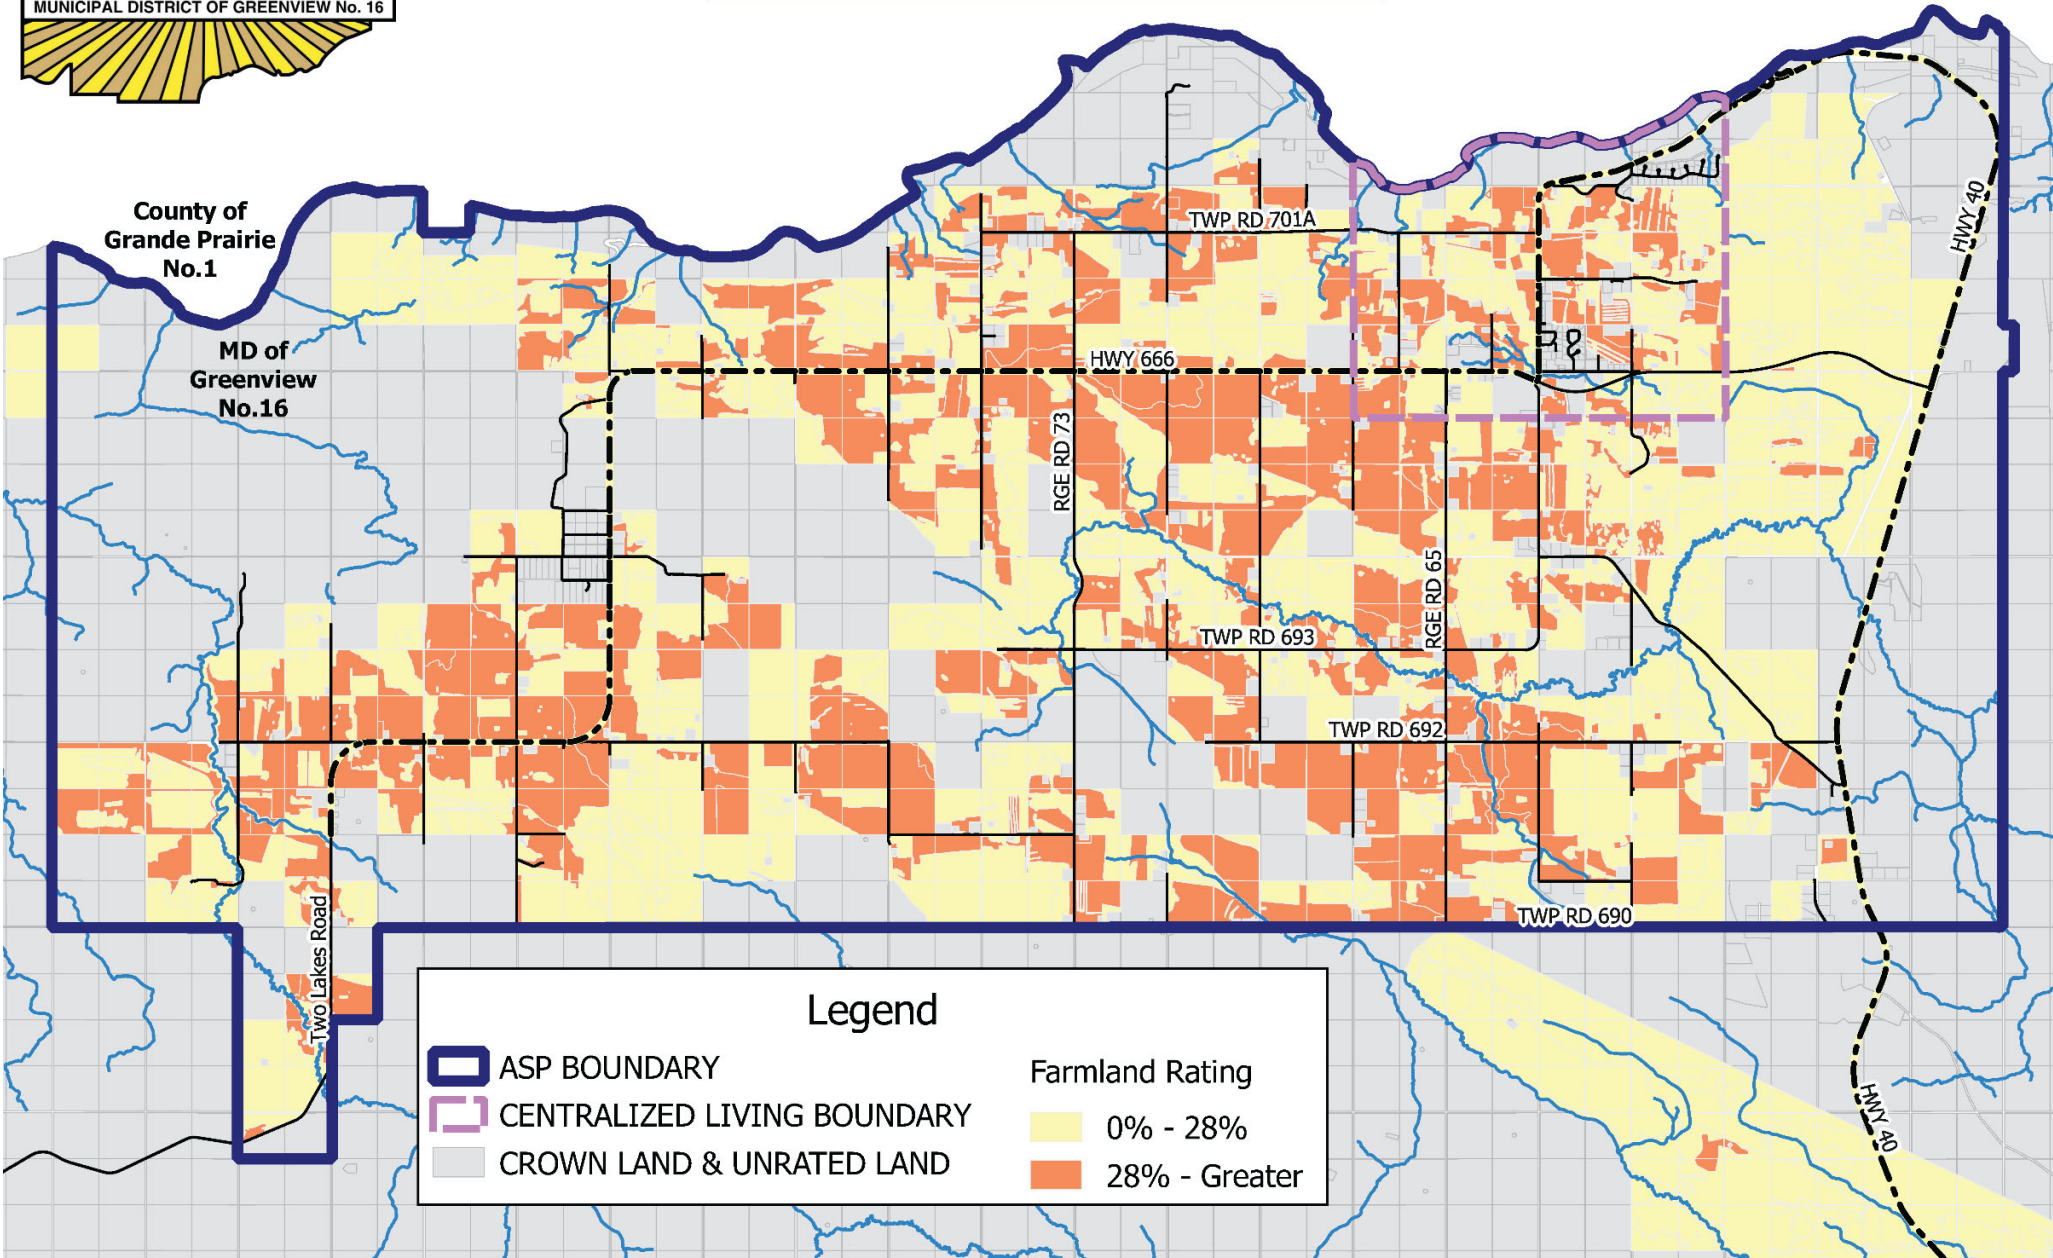 MUNICIPAL DISTRICT OF GREENVIEW No. 16
County of
Grande Prairie
No.1
MD of
Greenview
No.16
TWP RD 701A
HWY 40
HWY 666
RGE RD 73
RGE RD 65
TWP RD 693
TWP RD 692
TWP RD 690
Two Lakes Road
HWY 40
Legend
ASP BOUNDARY
CENTRALIZED LIVING BOUNDARY
CROWN LAND & UNRATED LAND
Farmland Rating
0% - 28%
28% - Greater